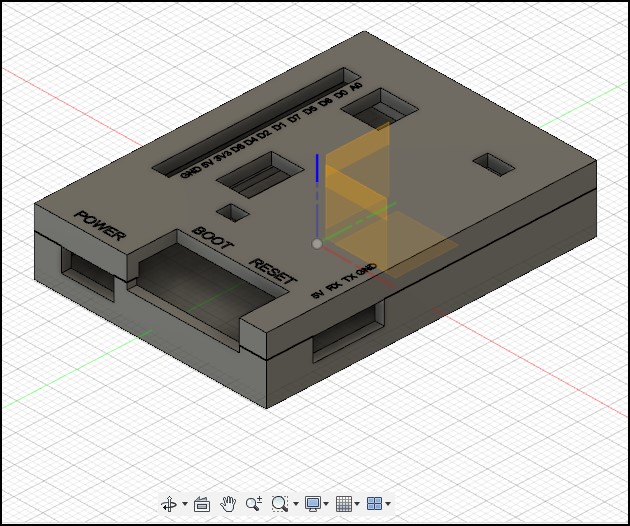 GND 5V 3V3 D8 D4 D2 D1 D7 D5 D6 D0 A0
POWER
BOOT
RESET
5V RX TX GND